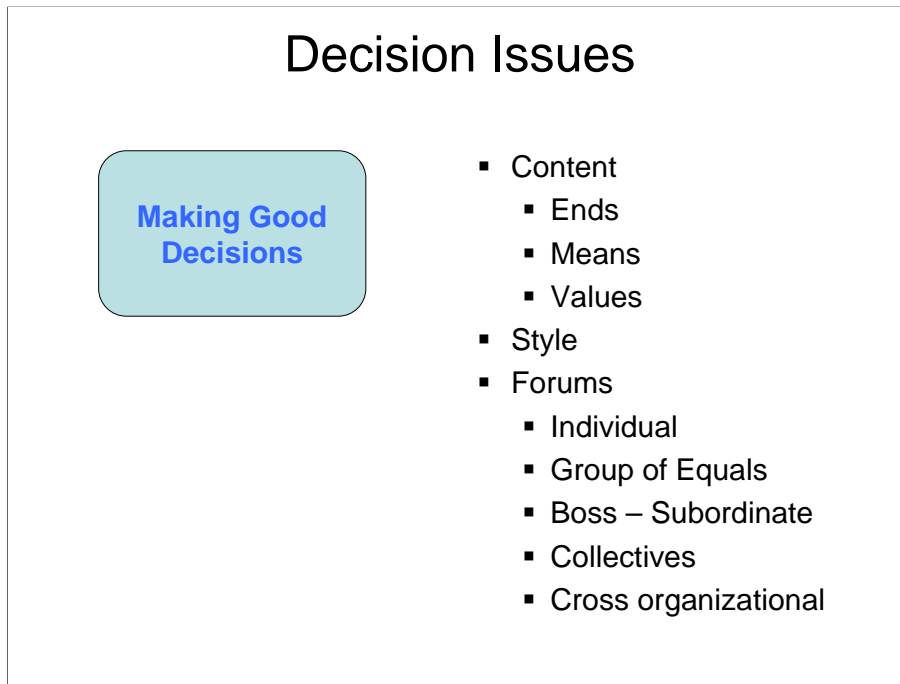 Decision Issues
Making Good
Decisions
▪ Content
▪ Ends
▪ Means
▪ Values
▪ Style
▪ Forums
▪ Individual
▪ Group of Equals
▪ Boss – Subordinate
▪ Collectives
▪ Cross organizational